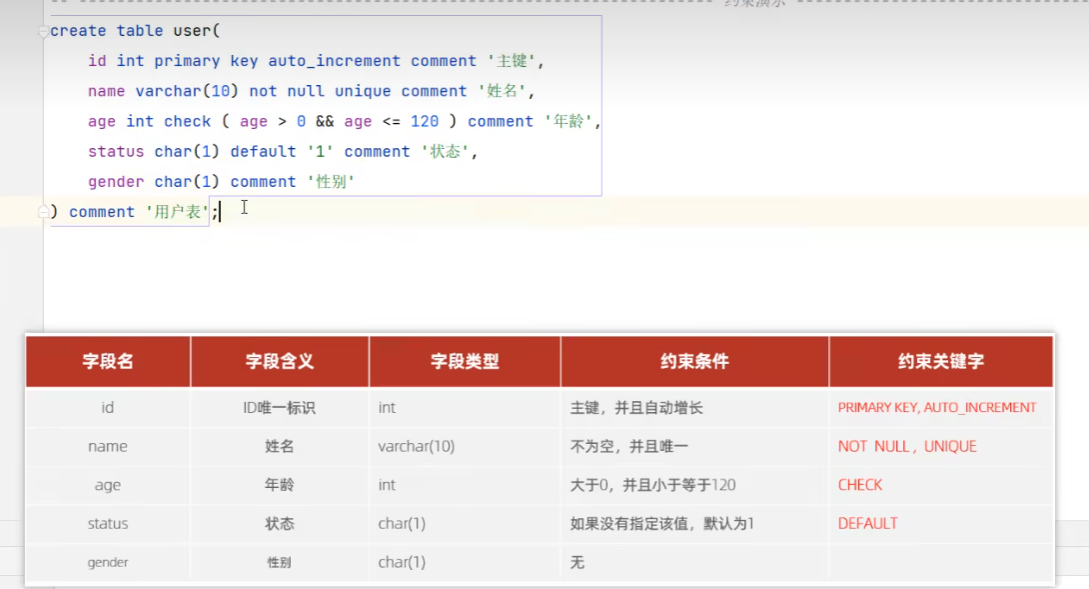 -- -------------------- 约束演示 --------------------
create table user(
id int primary key auto_increment comment '主键',
name varchar(10) not null unique comment '姓名',
age int check ( age > 0 && age <= 120 ) comment '年龄',
status char(1) default '1' comment '状态',
gender char(1) comment '性别'
) comment '用户表';
字段名 字段含义 字段类型 约束条件 约束关键字
id ID唯一标识 int 主键，并且自动增长 PRIMARY KEY, AUTO_INCREMENT
name 姓名 varchar(10) 不为空，并且唯一 NOT NULL , UNIQUE
age 年龄 int 大于0，并且小于等于120 CHECK
status 状态 char(1) 如果没有指定该值，默认为1 DEFAULT
gender 性别 char(1) 无